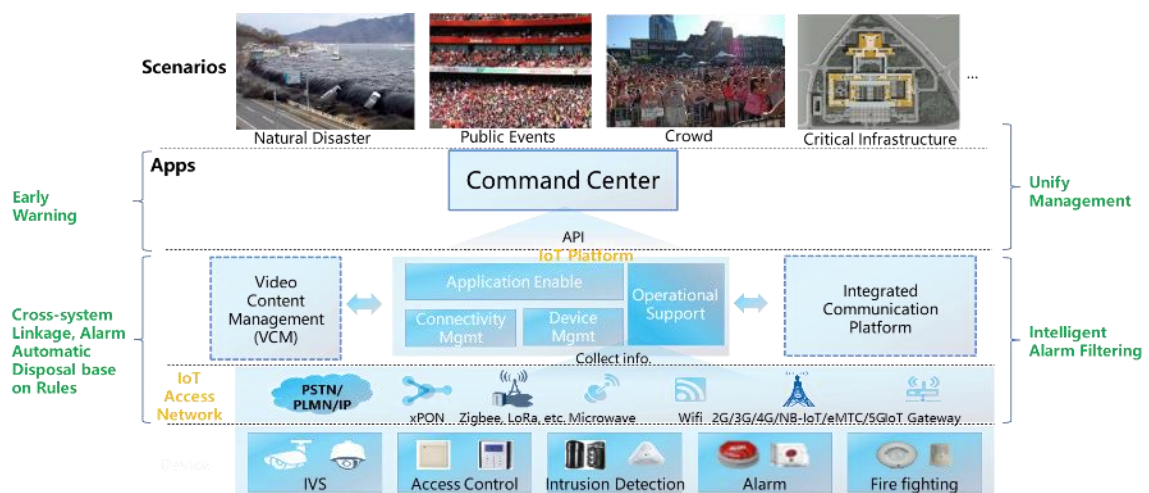 Scenarios
...
Natural Disaster
Public Events
Crowd
Critical Infrastructure
Apps
Command Center
Early
Warning
Unify
Management
API
IoT Platform
Video
Content
Management
(VCM)
Application Enable
Connectivity
Mgmt
Device
Mgmt
Operational
Support
Integrated
Communication
Platform
Cross-system
Linkage, Alarm
Automatic
Disposal base
on Rules
Intelligent
Alarm Filtering
Collect info.
IoT
Access
Network
PSTN/
PLMN/IP
xPON
Zigbee, LoRa, etc.
Microwave
Wifi
2G/3G/4G/NB-IoT/eMTC/5G
IoT Gateway
Device
IVS
Access Control
Intrusion Detection
Alarm
Fire fighting